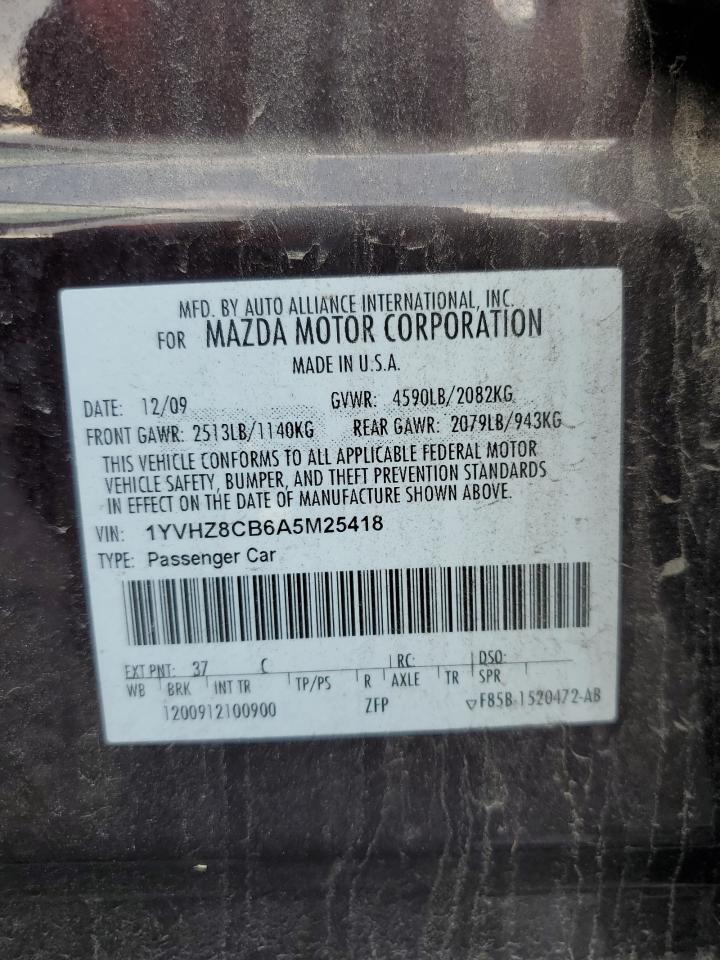 MFD. BY AUTO ALLIANCE INTERNATIONAL, INC.
FOR MAZDA MOTOR CORPORATION
MADE IN U.S.A.
DATE: 12/09 GVWR: 4590LB/2082KG
FRONT GAWR: 2513LB/1140KG REAR GAWR: 2079LB/943KG
THIS VEHICLE CONFORMS TO ALL APPLICABLE FEDERAL MOTOR
VEHICLE SAFETY, BUMPER, AND THEFT PREVENTION STANDARDS
IN EFFECT ON THE DATE OF MANUFACTURE SHOWN ABOVE.
VIN: 1YVHZ8CB6A5M25418
TYPE: Passenger Car
EXT PNT: 37 C RC: DSO:
WB BRK INT TR TP/PS R AXLE TR SPR
1200912100900 ZFP ▽F85B-1520472-AB